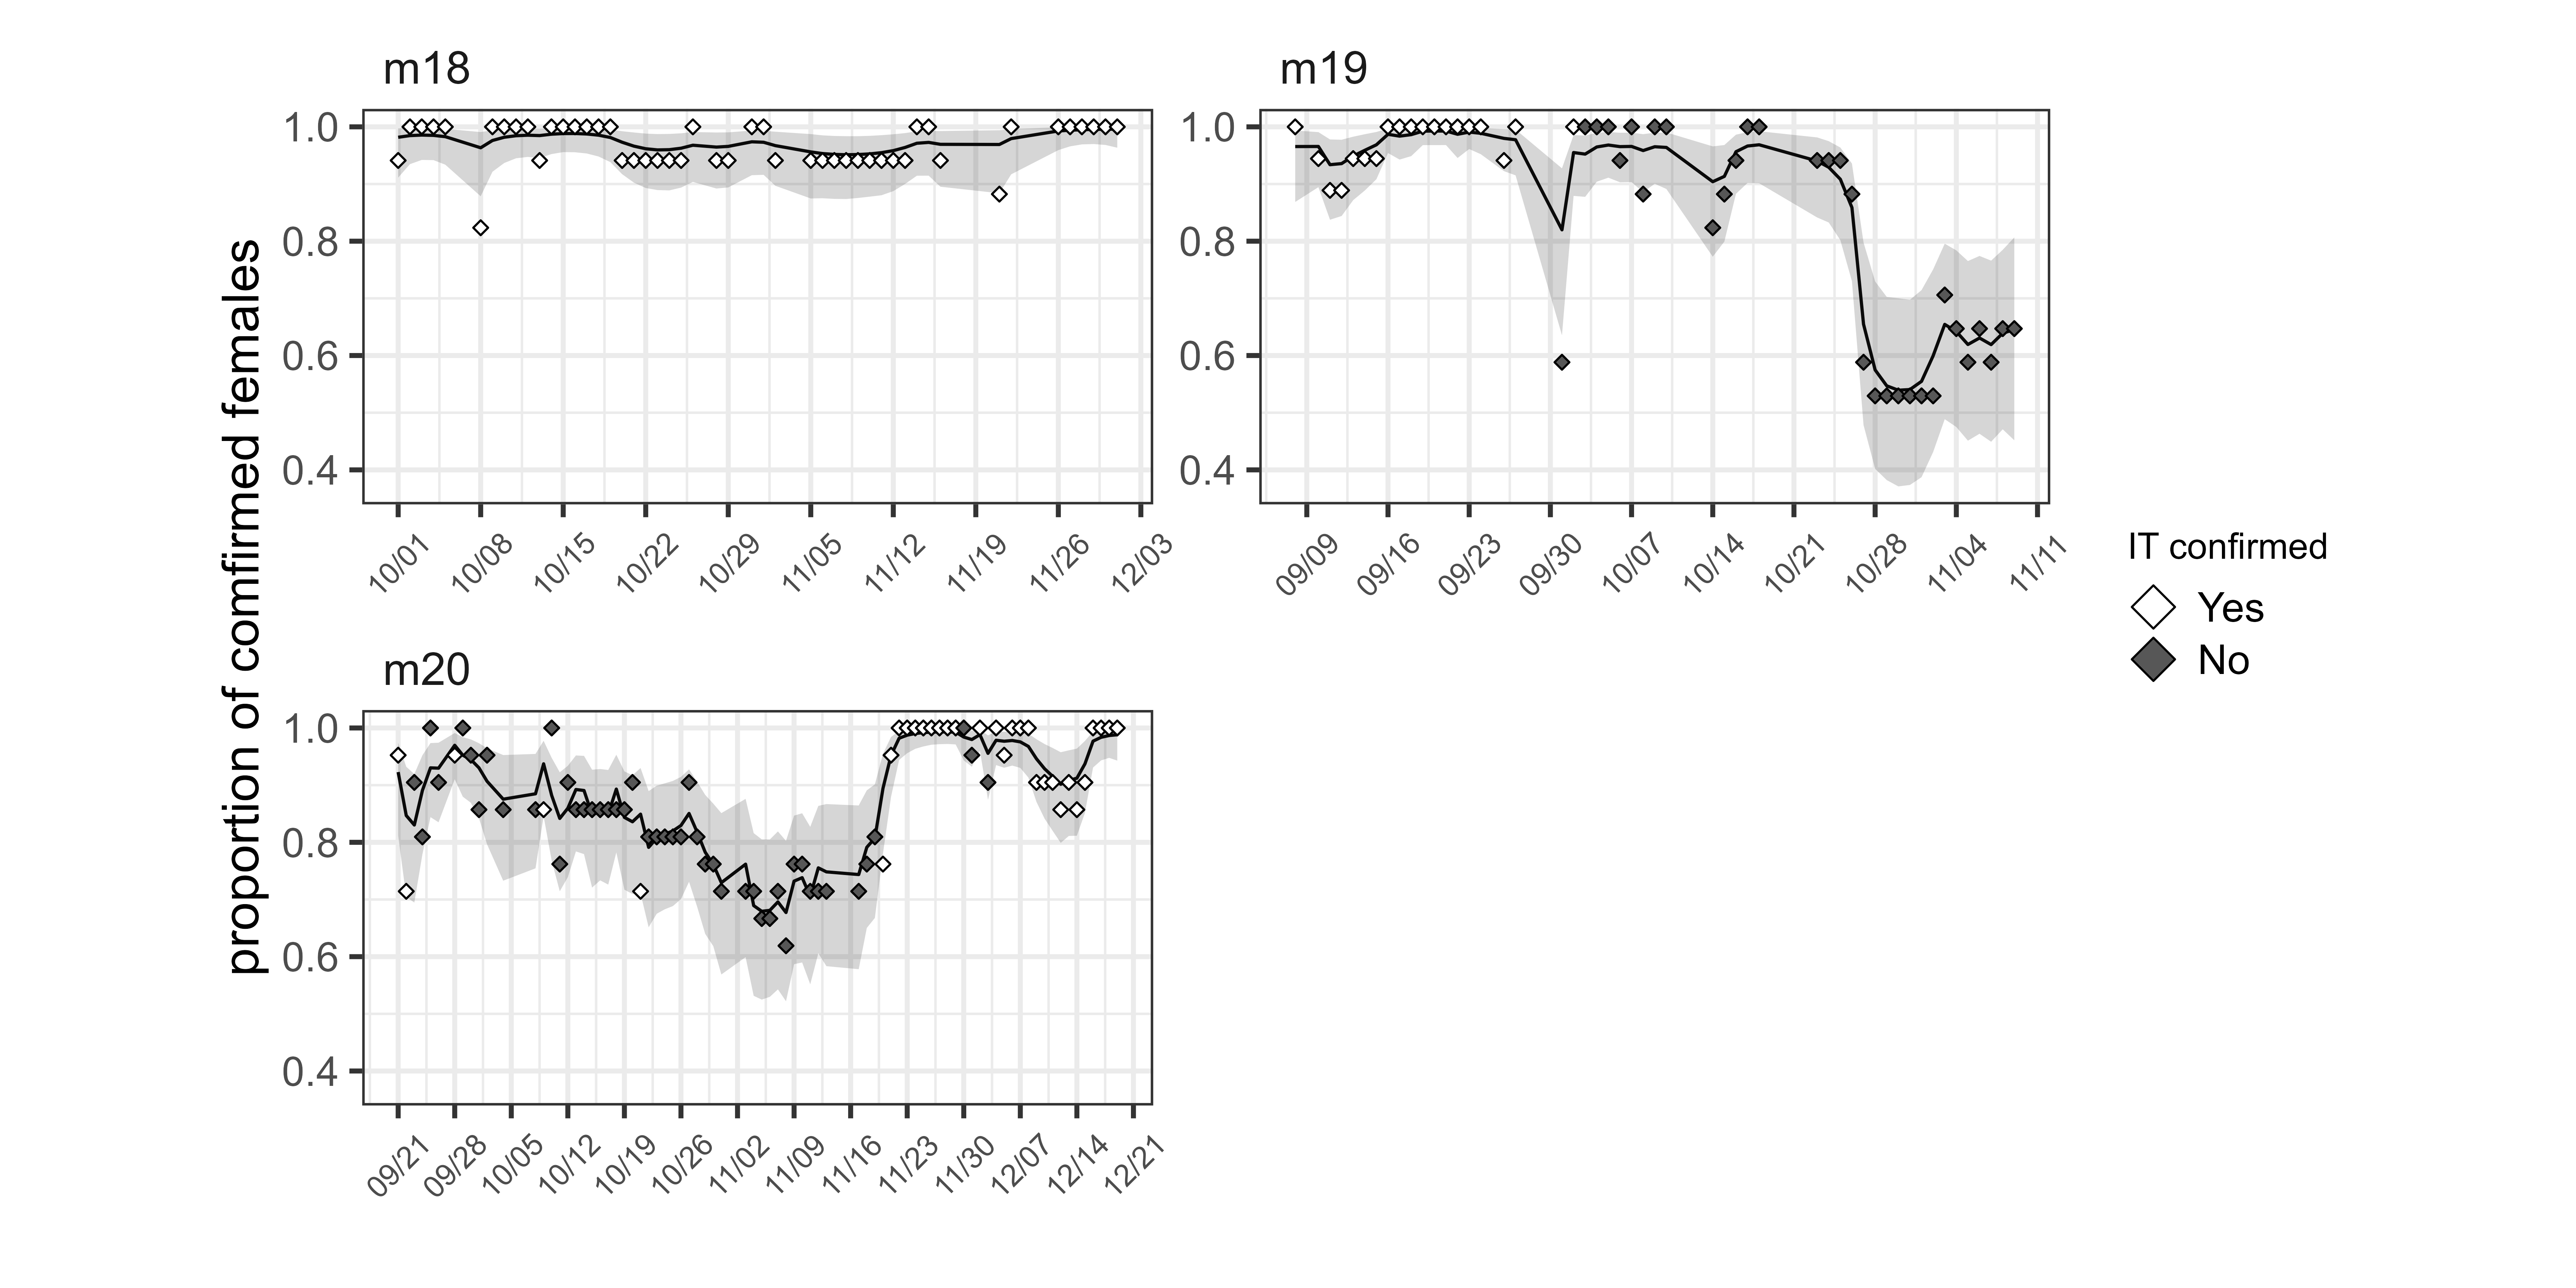 m18
m19
1.0
0.8
0.6
0.4
10/01 10/08 10/15 10/22 10/29 11/05 11/12 11/19 11/26 12/03
1.0
0.8
0.6
0.4
09/09 09/16 09/23 09/30 10/07 10/14 10/21 10/28 11/04 11/11
proportion of confirmed females
IT confirmed
Yes
No
m20
1.0
0.8
0.6
0.4
09/21 09/28 10/05 10/12 10/19 10/26 11/02 11/09 11/16 11/23 11/30 12/07 12/14 12/21